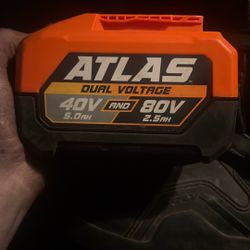 ATLAS
DUAL VOLTAGE
40V AND 80V
5.0AH 2.5AH